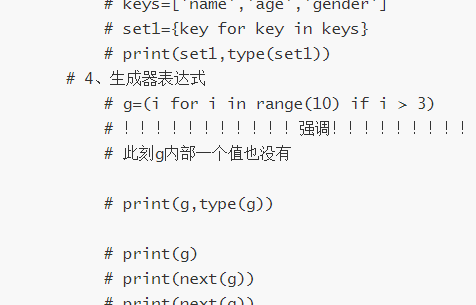 # keys=['name','age','gender']
# set1={key for key in keys}
# print(set1,type(set1))
# 4、生成器表达式
# g=(i for i in range(10) if i > 3)
# ！！！！！！！！！！！强调！！！！！！！！！
# 此刻g内部一个值也没有
# print(g,type(g))
# print(g)
# print(next(g))
# print(next(g))